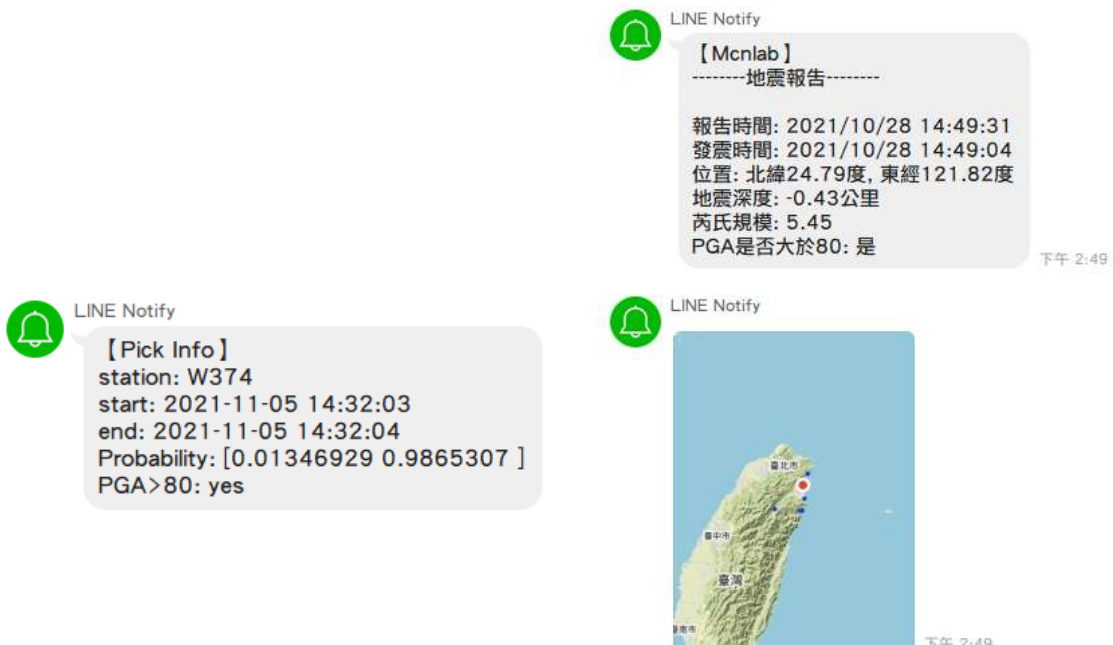 LINE Notify
【Pick Info】
station: W374
start: 2021-11-05 14:32:03
end: 2021-11-05 14:32:04
Probability: [0.01346929 0.9865307 ]
PGA>80: yes
LINE Notify
【Mcnlab】
--------地震報告--------
報告時間: 2021/10/28 14:49:31
發震時間: 2021/10/28 14:49:04
位置: 北緯24.79度, 東經121.82度
地震深度: -0.43公里
芮氏規模: 5.45
PGA是否大於80: 是
下午 2:49
LINE Notify
臺北市
臺中市
臺灣
臺南市
下午 2:49